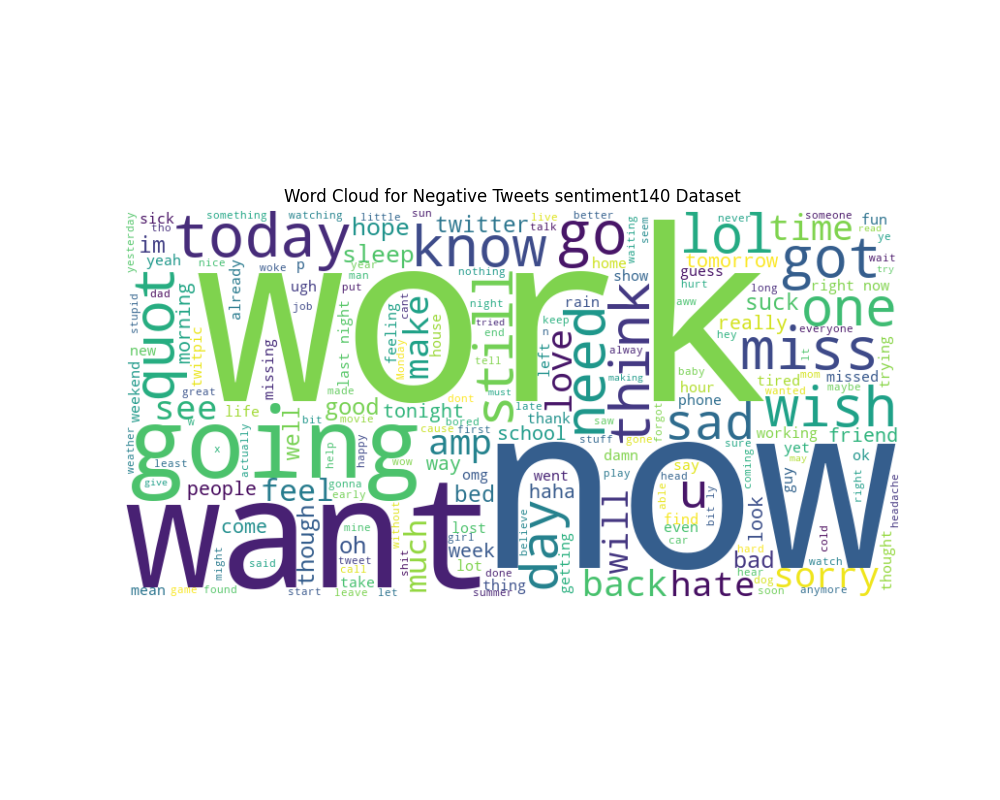 Word Cloud for Negative Tweets sentiment140 Dataset
yesterday
sick
tho
something
watching
little
sun
live
talk
better
waiting
seem
never
someone
fun
read
ye
im
today
hope
twitter
know
go
home
lol
time
got
wait
try
yeah
nice
woke
p
already
sleep
year
man
put
nothing
show
guess
tomorrow
hurt
long
right now
stupid
dad
quot
morning
ugh
job
work
last night
feeling
cant
Monday
make
house
still
night
tried
end
tell
must
n
keep
left
rain
love
need
alway
think
making
aww
hey
baby
hour
phone
suck
really
everyone
one
miss
lt
mom
maybe
trying
new
twitpic
missing
great
made
weekend
see
w
life
bit
good
movie
tonight
dont
cause
bored
late
first
thank
saw
school
stuff
gone
forgot
sad
tired
wanted
missed
wish
working
friend
weather
going
x
actually
well
help
happy
wow
way
amp
omg
damn
sure
yet
ok
least
give
people
feel
gonna
early
without
bed
went
haha
play
say
head
able
find
u
bit ly
coming
guy
may
right
headache
want
come
said
might
though
oh
mine
tweet
call
take
shit
much
lost
girl
week
lot
done
thing
believe
day
getting
will
now
even
car
look
hard
bad
hear
dog
cold
watch
thought
mean
game
found
start
leave
let
summer
back
hate
soon
sorry
anymore